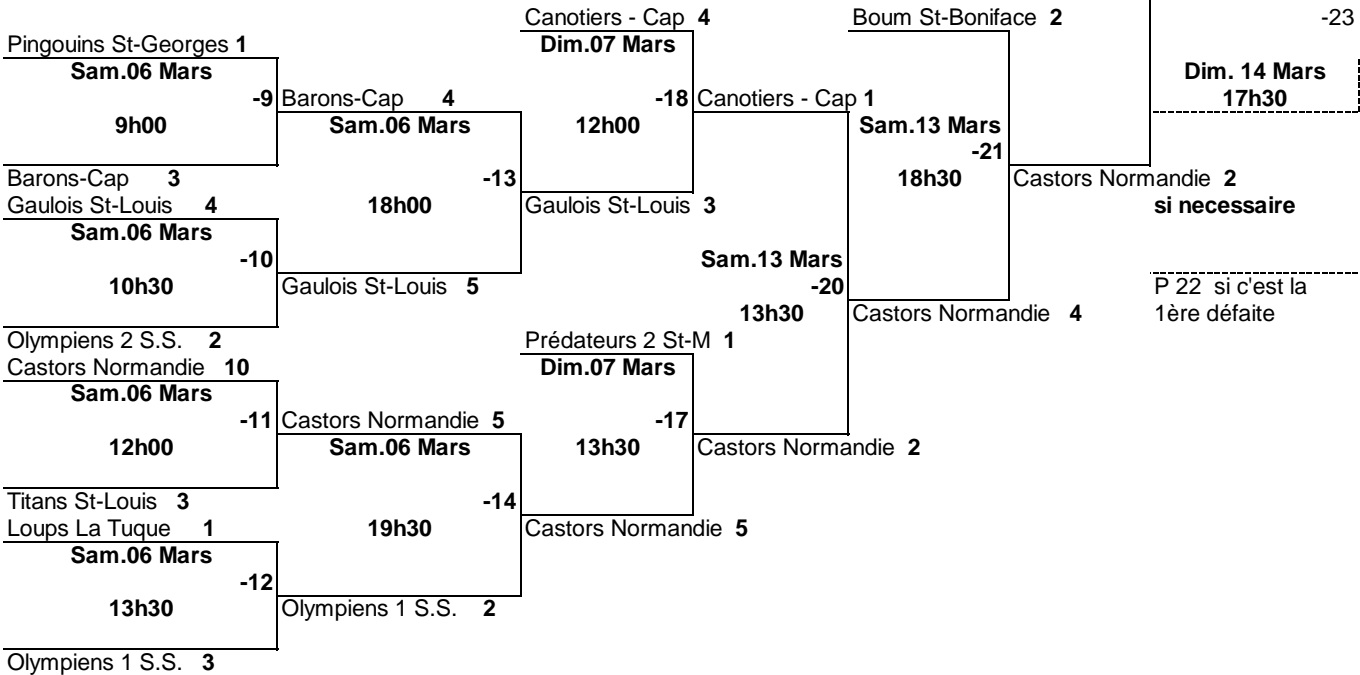 Canotiers - Cap 4
Boum St-Boniface 2
-23
Pingouins St-Georges 1
Dim.07 Mars
Sam.06 Mars
Dim. 14 Mars
-9 Barons-Cap 4
-18 Canotiers - Cap 1
17h30
9h00
Sam.06 Mars
12h00
Sam.13 Mars
-21
Barons-Cap 3
-13
18h30
Castors Normandie 2
Gaulois St-Louis 4
18h00
Gaulois St-Louis 3
si necessaire
Sam.06 Mars
-10
Sam.13 Mars
10h30
Gaulois St-Louis 5
-20
P 22 si c'est la
13h30
Castors Normandie 4
1ère défaite
Olympiens 2 S.S. 2
Prédateurs 2 St-M 1
Castors Normandie 10
Dim.07 Mars
Sam.06 Mars
-11 Castors Normandie 5
-17
12h00
Sam.06 Mars
13h30
Castors Normandie 2
Titans St-Louis 3
-14
Loups La Tuque 1
19h30
Castors Normandie 5
Sam.06 Mars
-12
13h30
Olympiens 1 S.S. 2
Olympiens 1 S.S. 3